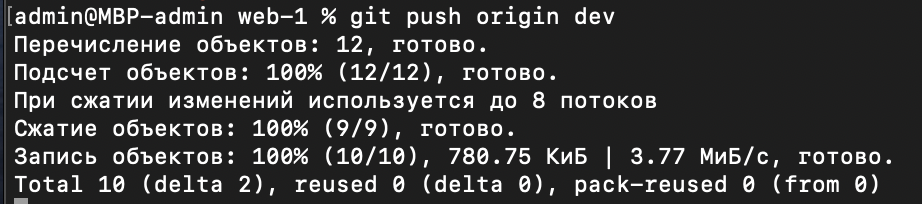 [admin@MBP-admin web-1 % git push origin dev
Перечисление объектов: 12, готово.
Подсчет объектов: 100% (12/12), готово.
При сжатии изменений используется до 8 потоков
Сжатие объектов: 100% (9/9), готово.
Запись объектов: 100% (10/10), 780.75 КиБ | 3.77 МиБ/с, готово.
Total 10 (delta 2), reused 0 (delta 0), pack-reused 0 (from 0)